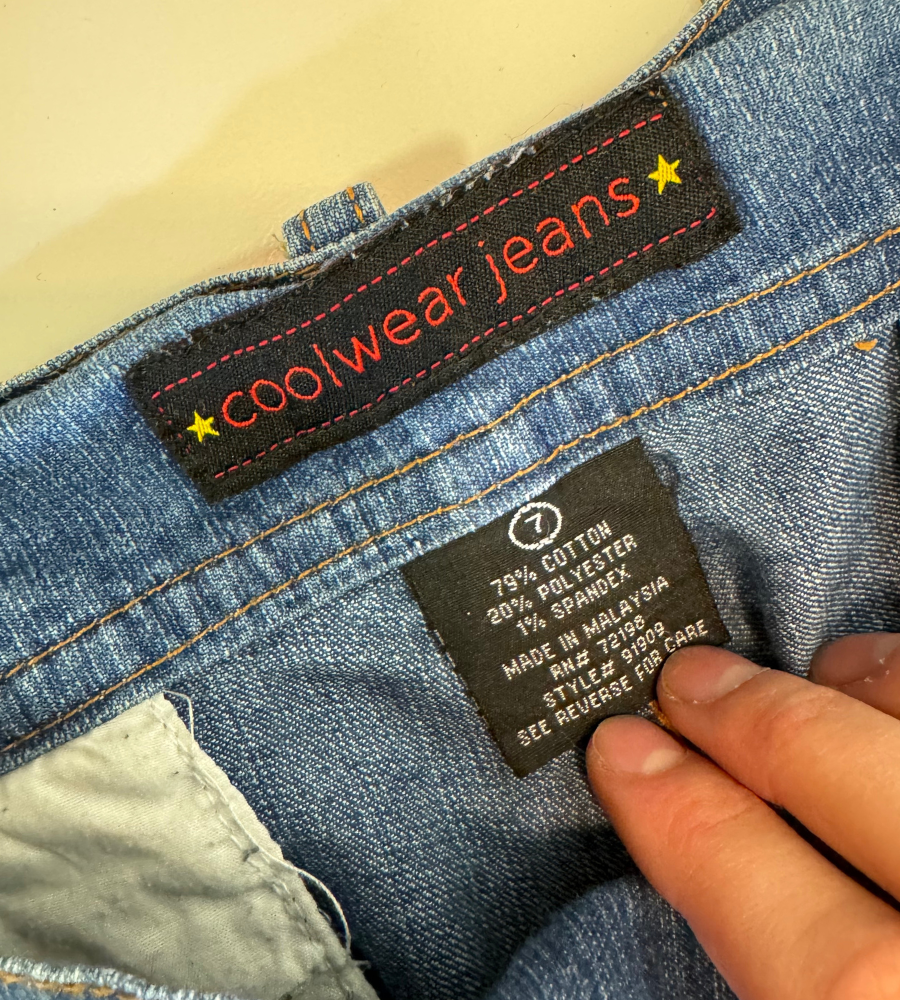 coolwear jeans
7
79% COTTON
20% POLYESTER
1% SPANDEX
MADE IN MALAYSIA
RN# 72198
STYLE# 91909
SEE REVERSE FOR CARE